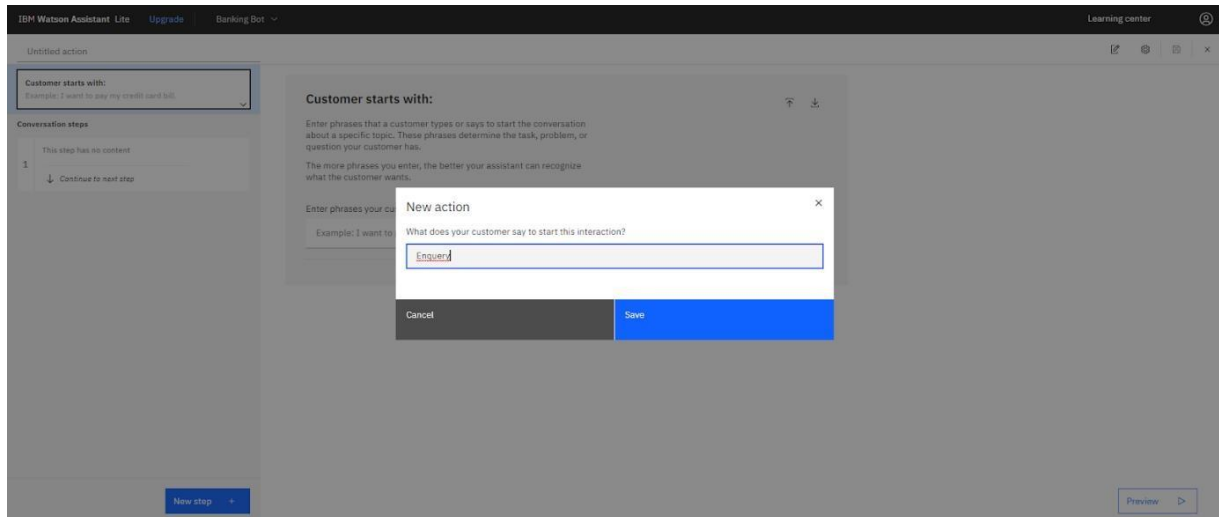 IBM Watson Assistant Lite Upgrade Banking Bot Learning center
Untitled action
Customer starts with:
Example: I want to pay my credit card bill.
Conversation steps
1
This step has no content
Continue to next step
New step +
Customer starts with:
Enter phrases that a customer types or says to start the conversation
about a specific topic. These phrases determine the task, problem, or
question your customer has.
The more phrases you enter, the better your assistant can recognize
what the customer wants.
Enter phrases your cu
Example: I want to
New action
What does your customer say to start this interaction?
Enquery
Cancel Save
Preview